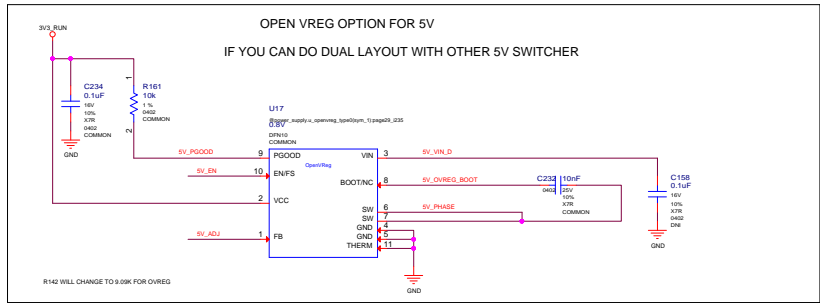 OPEN VREG OPTION FOR 5V
IF YOU CAN DO DUAL LAYOUT WITH OTHER 5V SWITCHER
3V3_RUN
C234
0.1uF
16V
10%
X7R
0402
COMMON
GND
1
R161
10k
1 %
0402
COMMON
2
U17
@power_supply.u_openvreg_type0(sym_1):page29_i235
0.8V
DFN10
COMMON
OpenVReg
5V_PGOOD
9
PGOOD
5V_EN
10
EN/FS
2
VCC
5V_ADJ
1
FB
VIN
3
5V_VIN_D
BOOT/NC
8
5V_OVREG_BOOT
SW
6
5V_PHASE
SW
7
GND
4
GND
5
THERM
11
GND
C232
10nF
0402
25V
10%
X7R
COMMON
C158
0.1uF
16V
10%
X7R
0402
DNI
GND
R142 WILL CHANGE TO 9.09K FOR OVREG